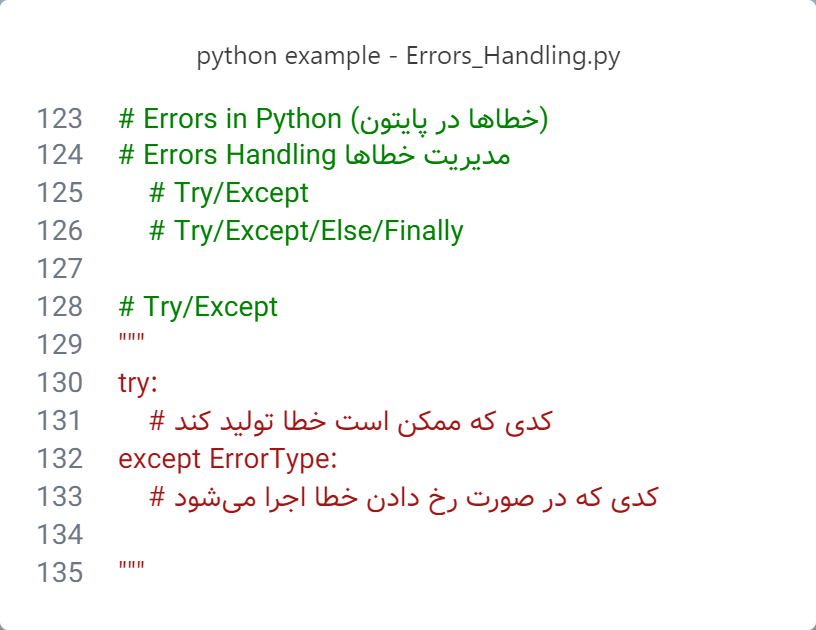 python example - Errors_Handling.py
123 # Errors in Python (خطاها در پایتون)
124 # Errors Handling مدیریت خطاها
125     # Try/Except
126     # Try/Except/Else/Finally
127
128 # Try/Except
129 """
130 try:
131     # کدی که ممکن است خطا تولید کند
132 except ErrorType:
133     # کدی که در صورت رخ دادن خطا اجرا می‌شود
134
135 """